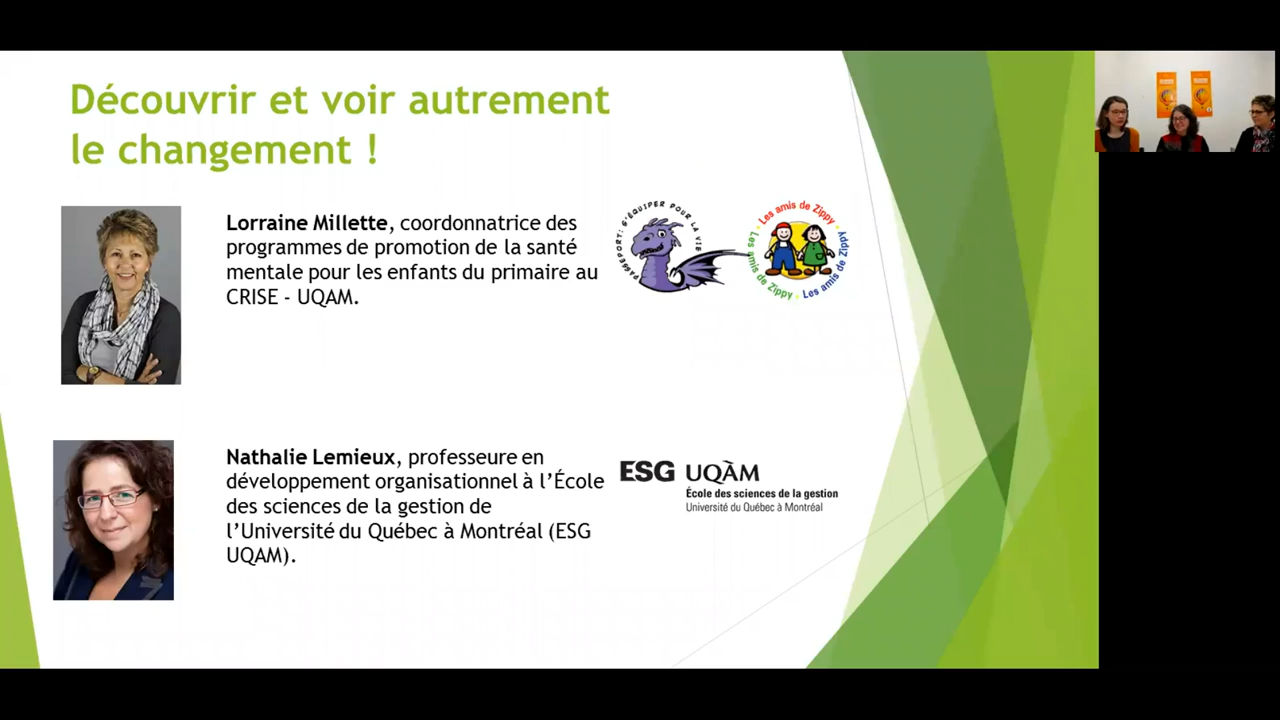 Découvrir et voir autrement
le changement !
Lorraine Millette, coordonnatrice des
programmes de promotion de la santé
mentale pour les enfants du primaire au
CRISE - UQAM.
PASSEPORT: S'ÉQUIPER POUR LA VIE
Les amis de Zippy
Les amis de Zippy
Les amis de Zippy
Nathalie Lemieux, professeure en
développement organisationnel à l'École
des sciences de la gestion de
l'Université du Québec à Montréal (ESG
UQAM).
ESG UQÀM
École des sciences de la gestion
Université du Québec à Montréal